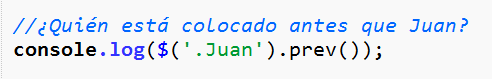 //¿Quién está colocado antes que Juan?
console.log($('.Juan').prev());